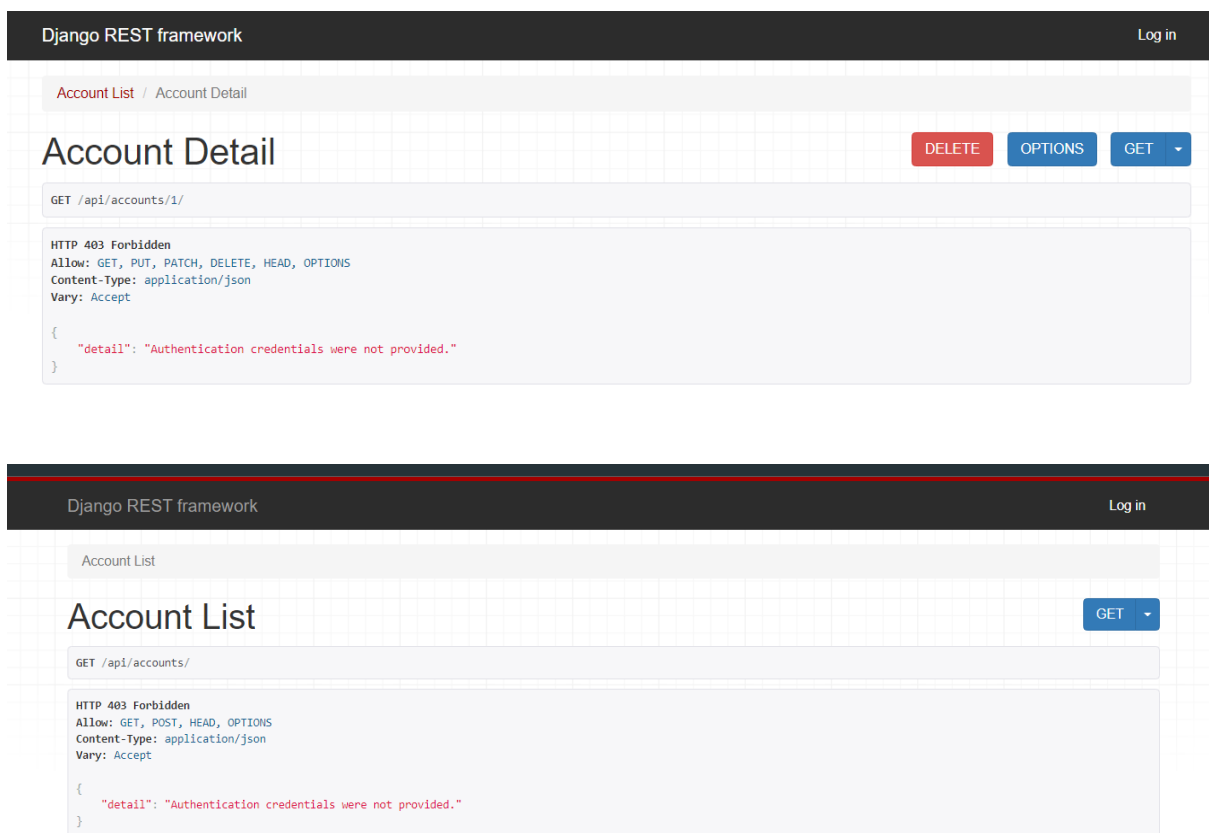 Django REST framework Log in
Account List / Account Detail
Account Detail DELETE OPTIONS GET
GET /api/accounts/1/
HTTP 403 Forbidden
Allow: GET, PUT, PATCH, DELETE, HEAD, OPTIONS
Content-Type: application/json
Vary: Accept
{
"detail": "Authentication credentials were not provided."
}
Django REST framework Log in
Account List
Account List GET
GET /api/accounts/
HTTP 403 Forbidden
Allow: GET, POST, HEAD, OPTIONS
Content-Type: application/json
Vary: Accept
{
"detail": "Authentication credentials were not provided."
}